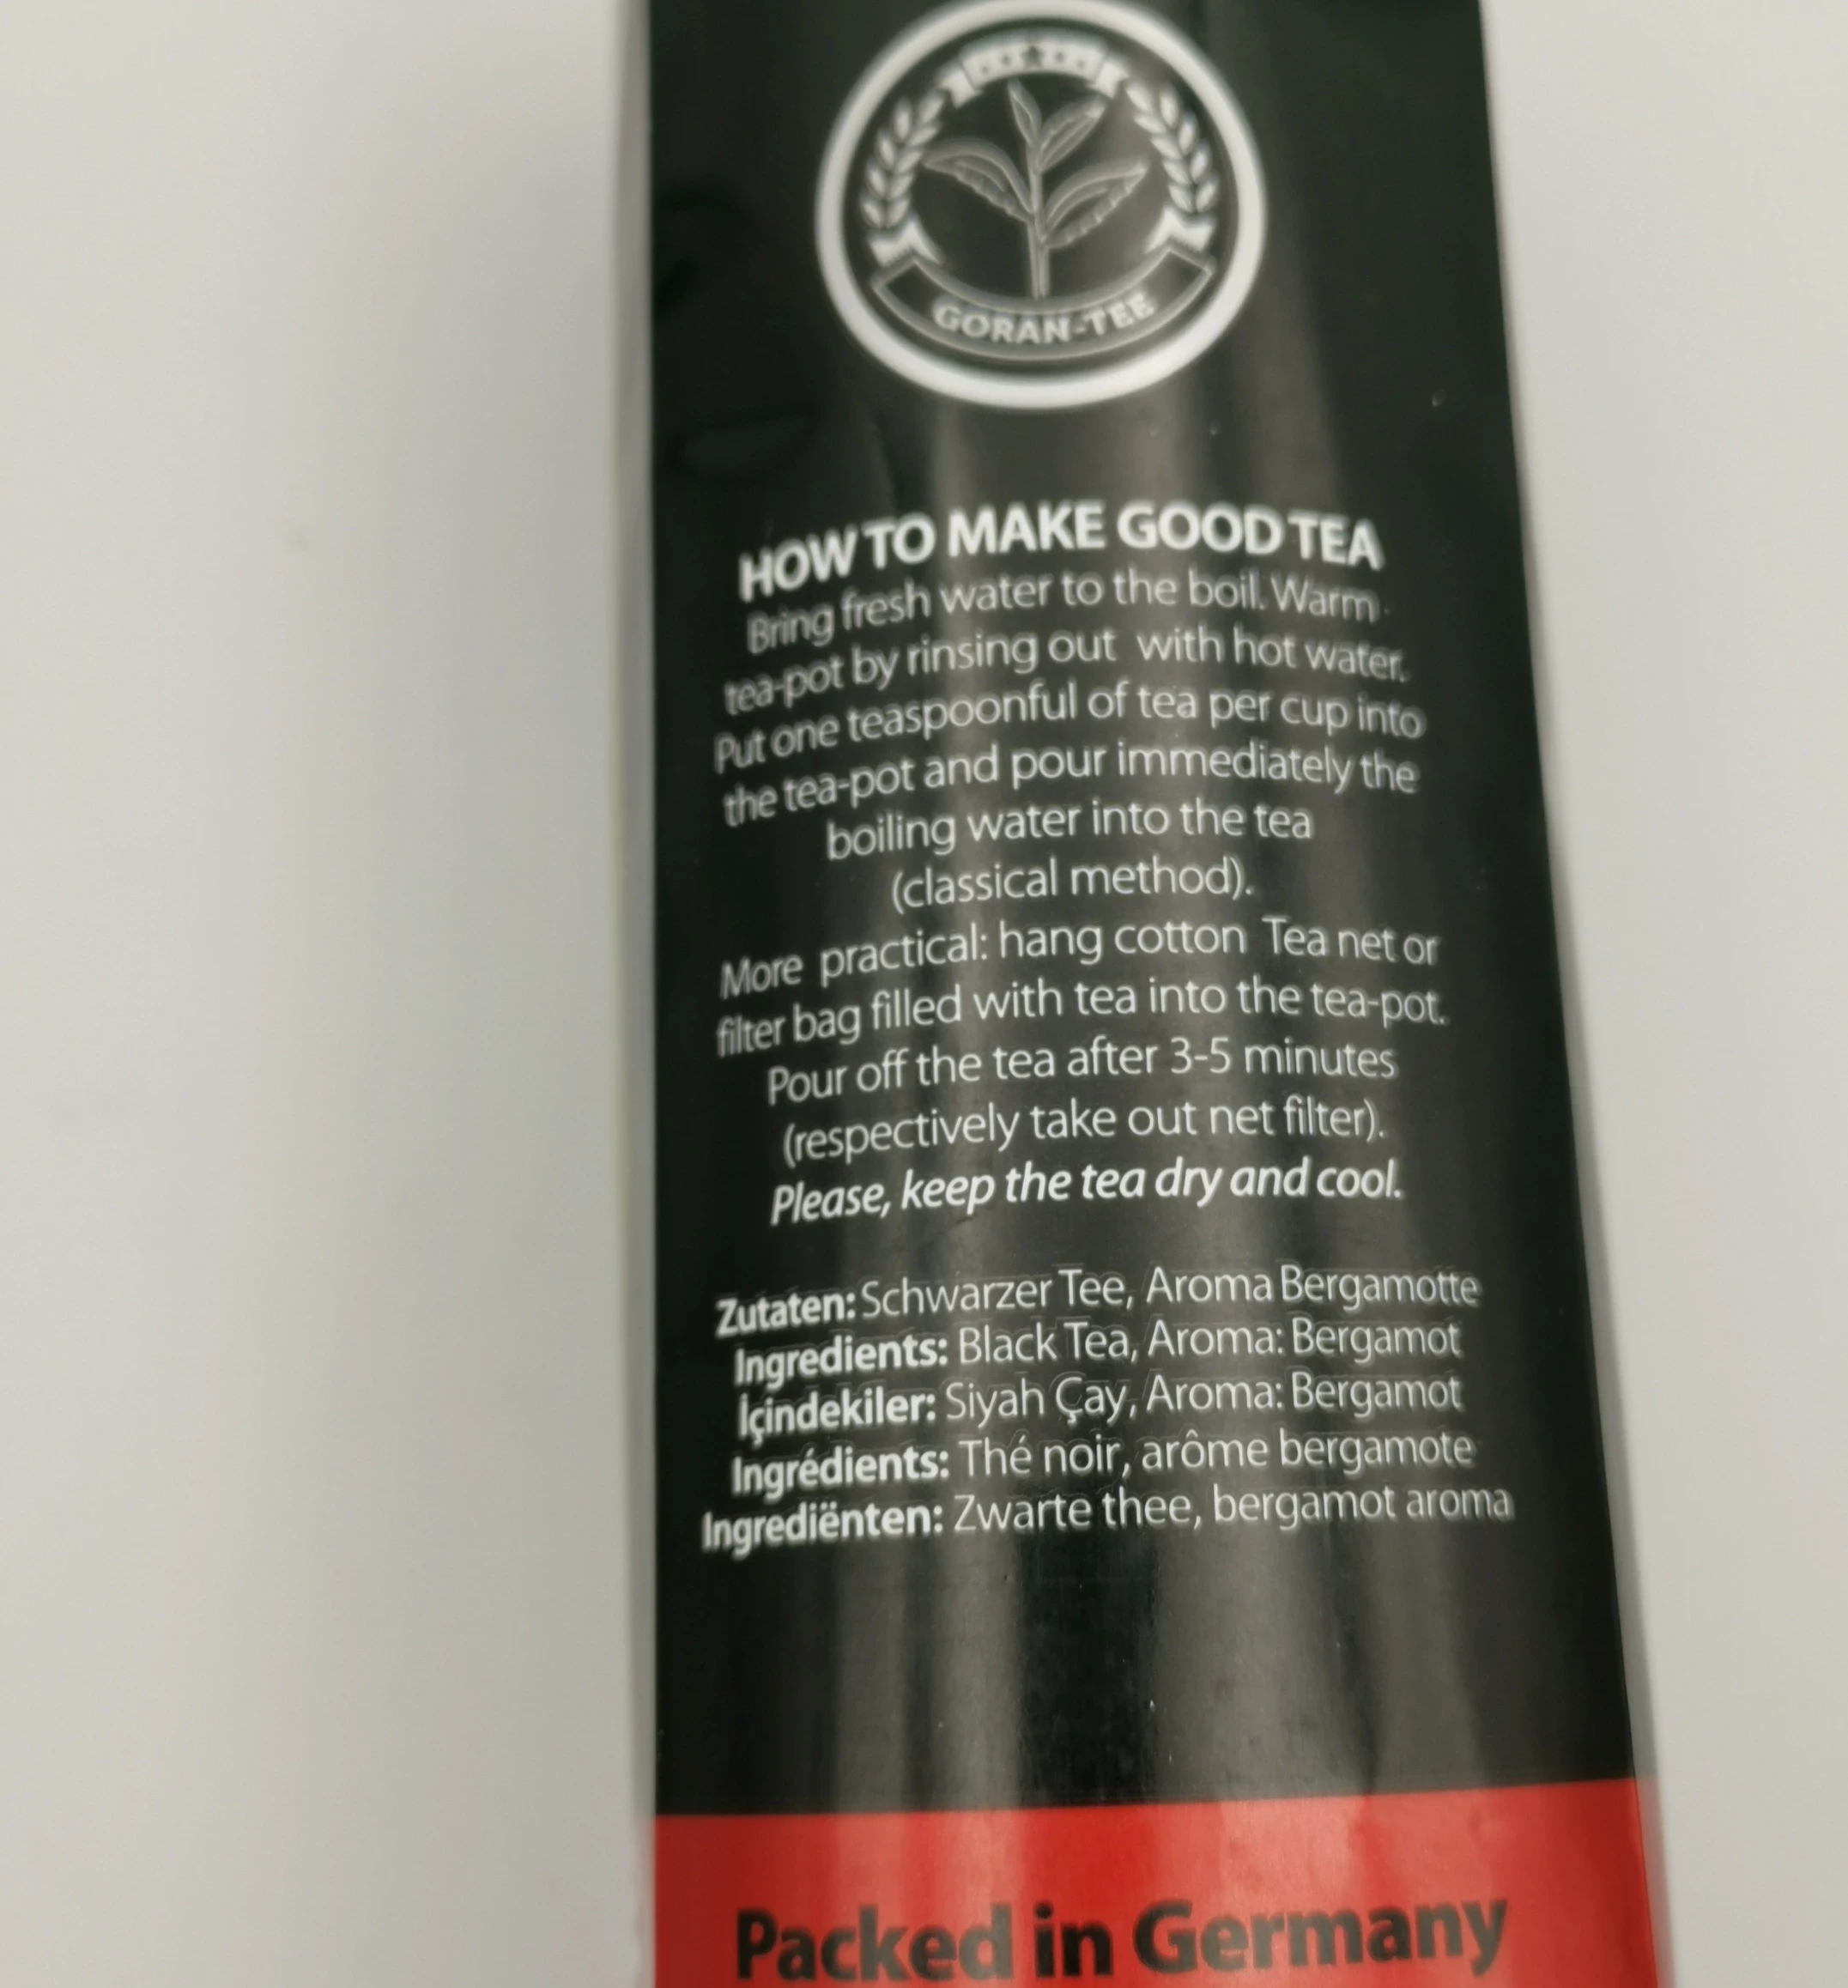 GORAN-TEE
HOW TO MAKE GOOD TEA
Bring fresh water to the boil. Warm
tea-pot by rinsing out with hot water.
Put one teaspoonful of tea per cup into
the tea-pot and pour immediately the
boiling water into the tea
(classical method).
More practical: hang cotton Tea net or
filter bag filled with tea into the tea-pot.
Pour off the tea after 3-5 minutes
(respectively take out net filter).
Please, keep the tea dry and cool.
Zutaten: Schwarzer Tee, Aroma Bergamotte
Ingredients: Black Tea, Aroma: Bergamot
İçindekiler: Siyah Çay, Aroma: Bergamot
Ingrédients: Thé noir, arôme bergamote
Ingrediënten: Zwarte thee, bergamot aroma
Packed in Germany